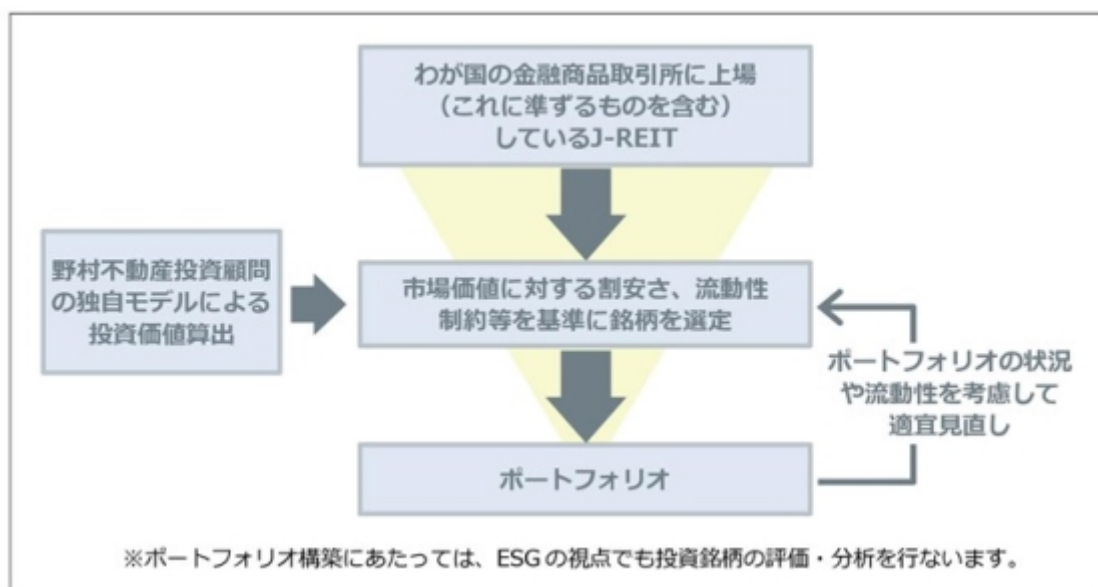 わが国の金融商品取引所に上場
（これに準ずるものを含む）
しているJ-REIT
野村不動産投資顧問
の独自モデルによる
投資価値算出
市場価値に対する割安さ、流動性
制約等を基準に銘柄を選定
ポートフォリオの状況
や流動性を考慮して
適宜見直し
ポートフォリオ
※ポートフォリオ構築にあたっては、ESGの視点でも投資銘柄の評価・分析を行ないます。